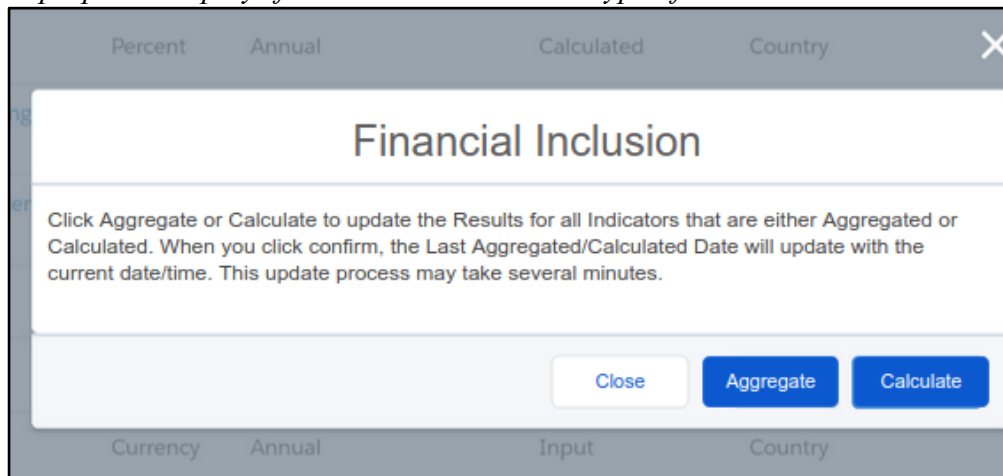 Percent Annual Calculated Country
ng
Financial Inclusion
er
Click Aggregate or Calculate to update the Results for all Indicators that are either Aggregated or
Calculated. When you click confirm, the Last Aggregated/Calculated Date will update with the
current date/time. This update process may take several minutes.
Close Aggregate Calculate
Currency Annual Input Country